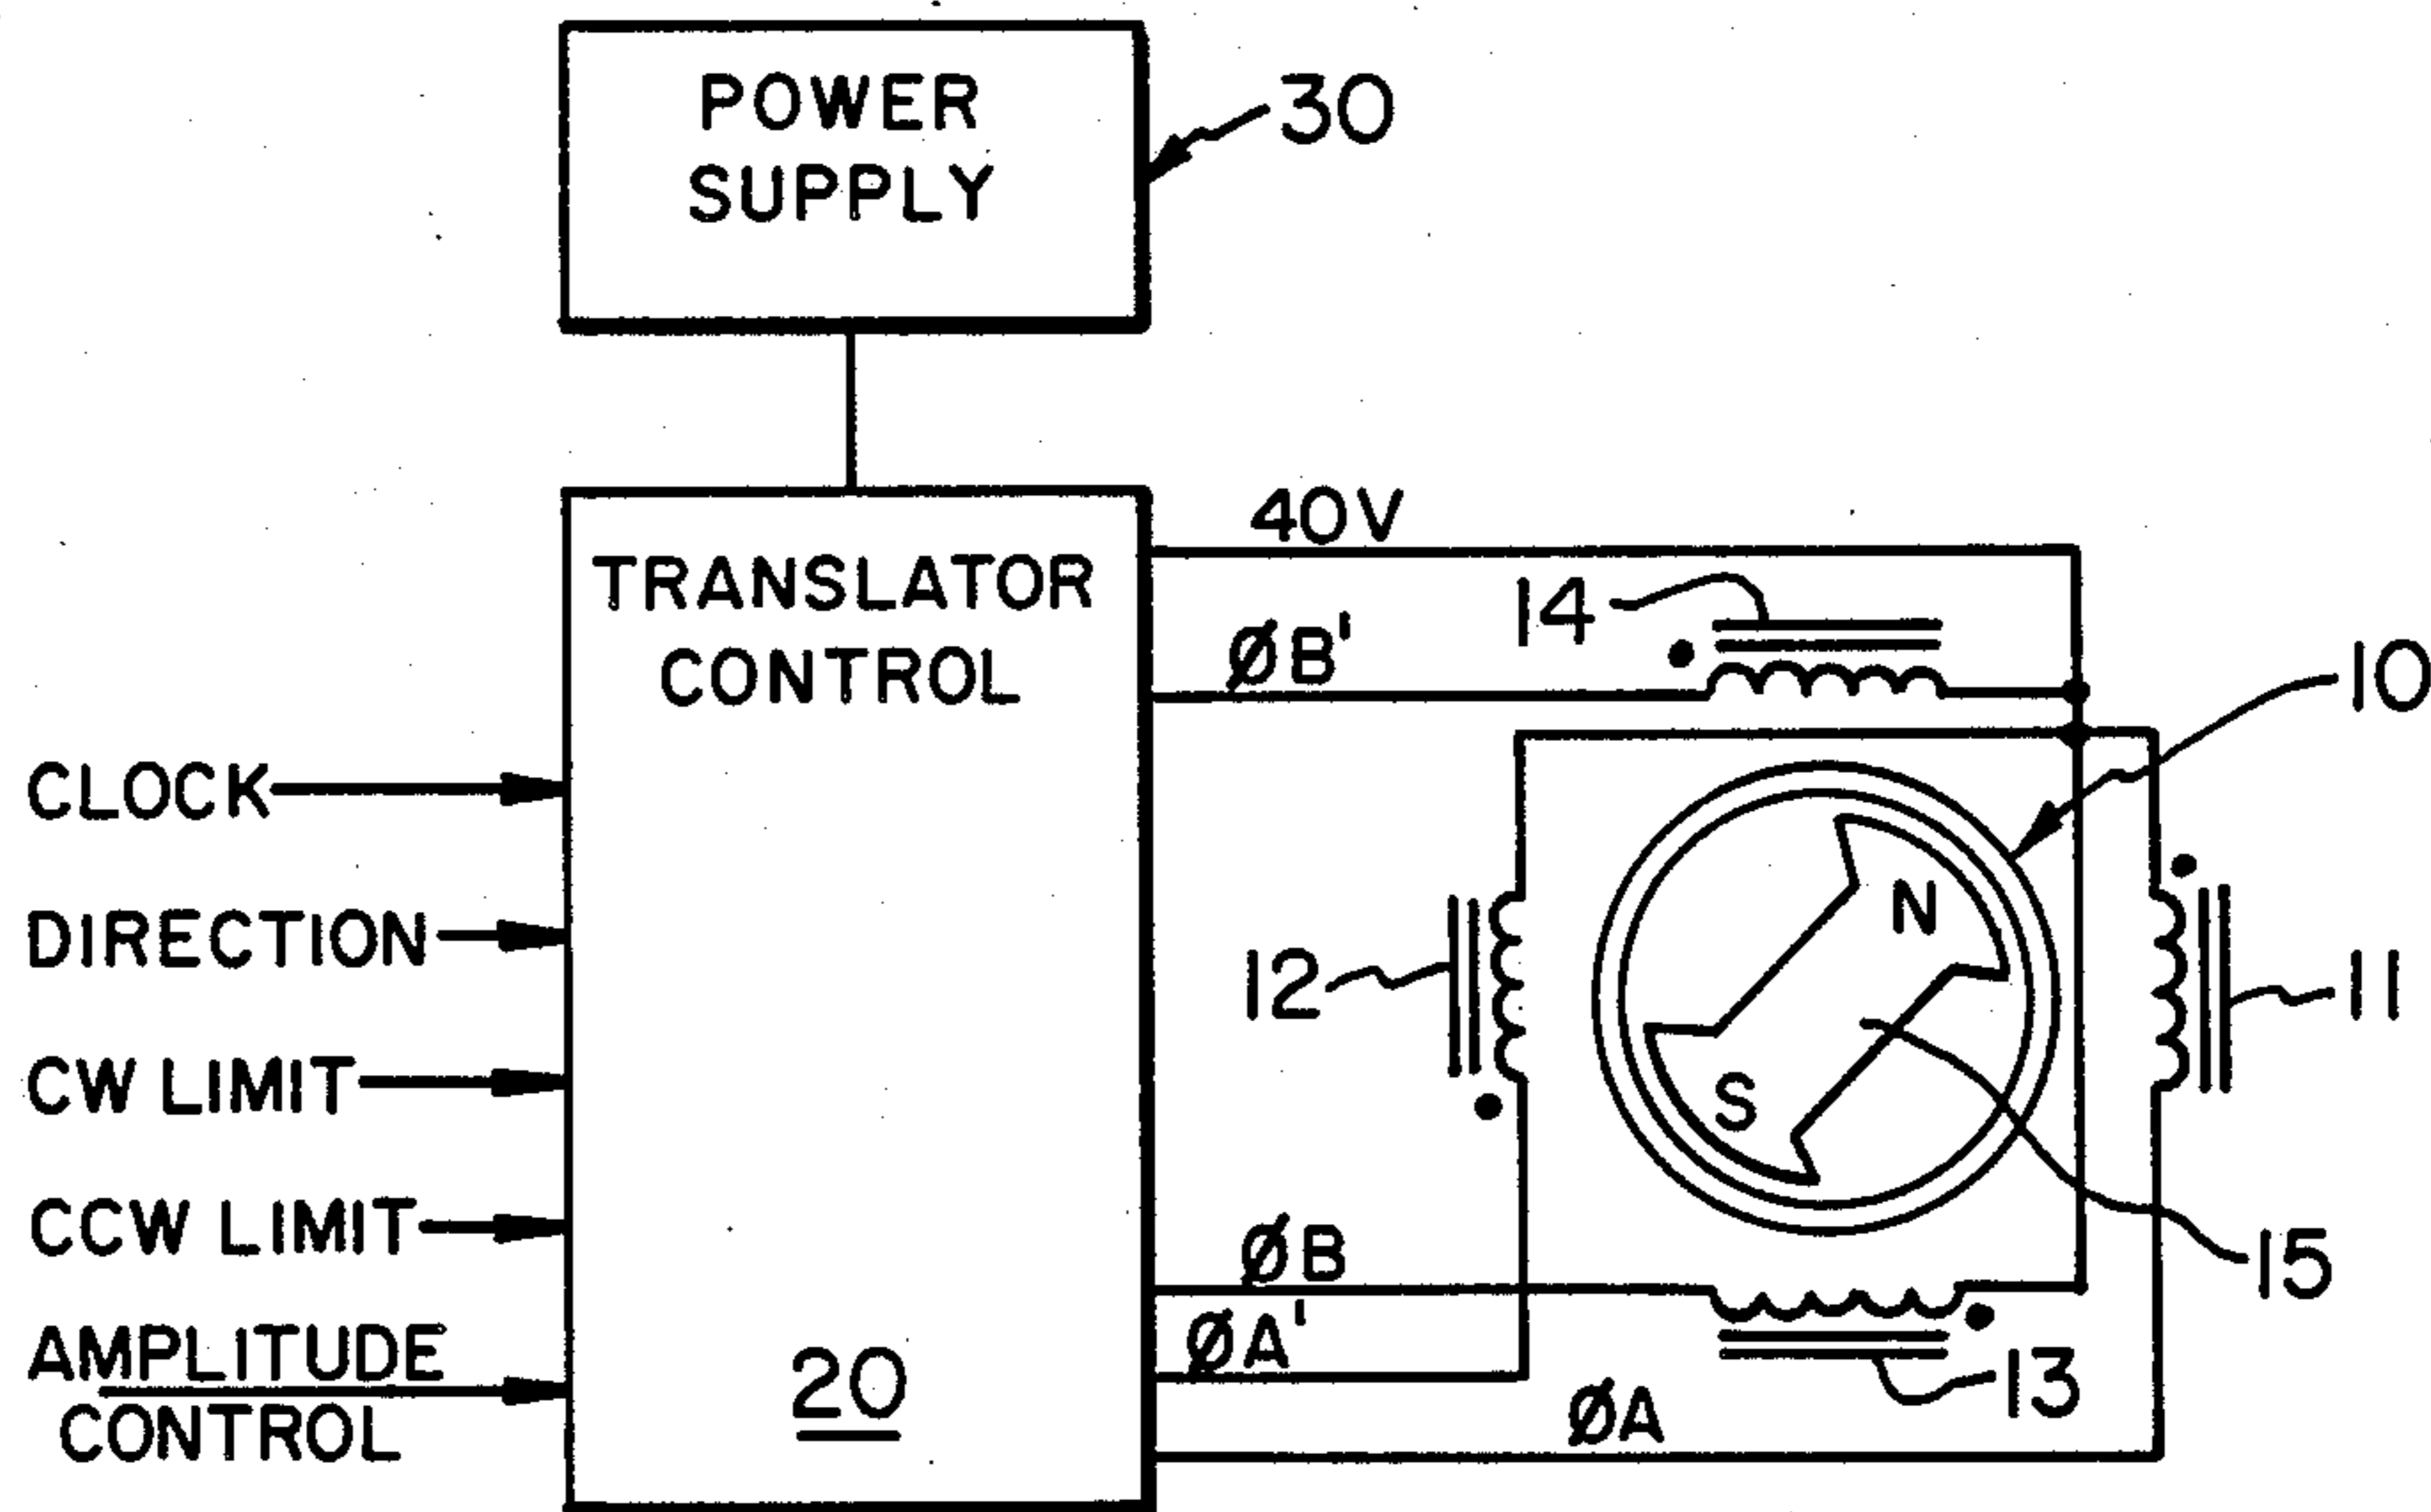 POWER
SUPPLY
30
40V
TRANSLATOR
CONTROL
14
ØB'
10
CLOCK
DIRECTION
N
12
11
CW LIMIT
S
CCW LIMIT
ØB
15
AMPLITUDE
CONTROL
ØA'
20
13
ØA